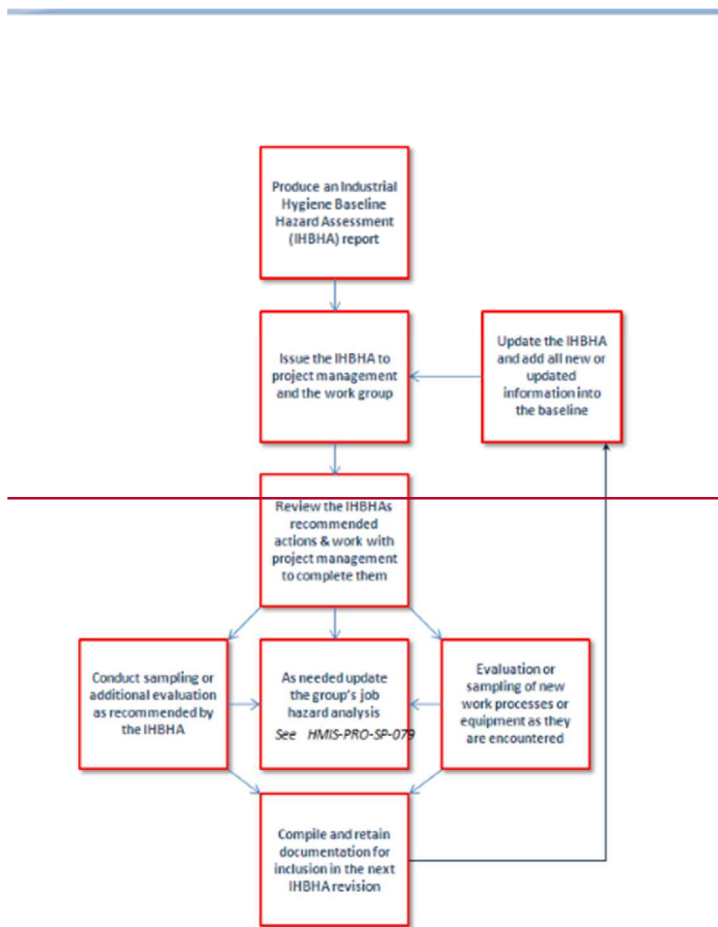 Produce an Industrial
Hygiene Baseline
Hazard Assessment
(IHBHA) report
Issue the IHBHA to
project management
and the work group
Update the IHBHA
and add all new or
updated
information into
the baseline
Review the IHBHAs
recommended
actions & work with
project management
to complete them
Conduct sampling or
additional evaluation
as recommended by
the IHBHA
As needed update
the group's job
hazard analysis
See HMIS-PRO-SP-079
Evaluation or
sampling of new
work processes or
equipment as they
are encountered
Compile and retain
documentation for
inclusion in the next
IHBHA revision